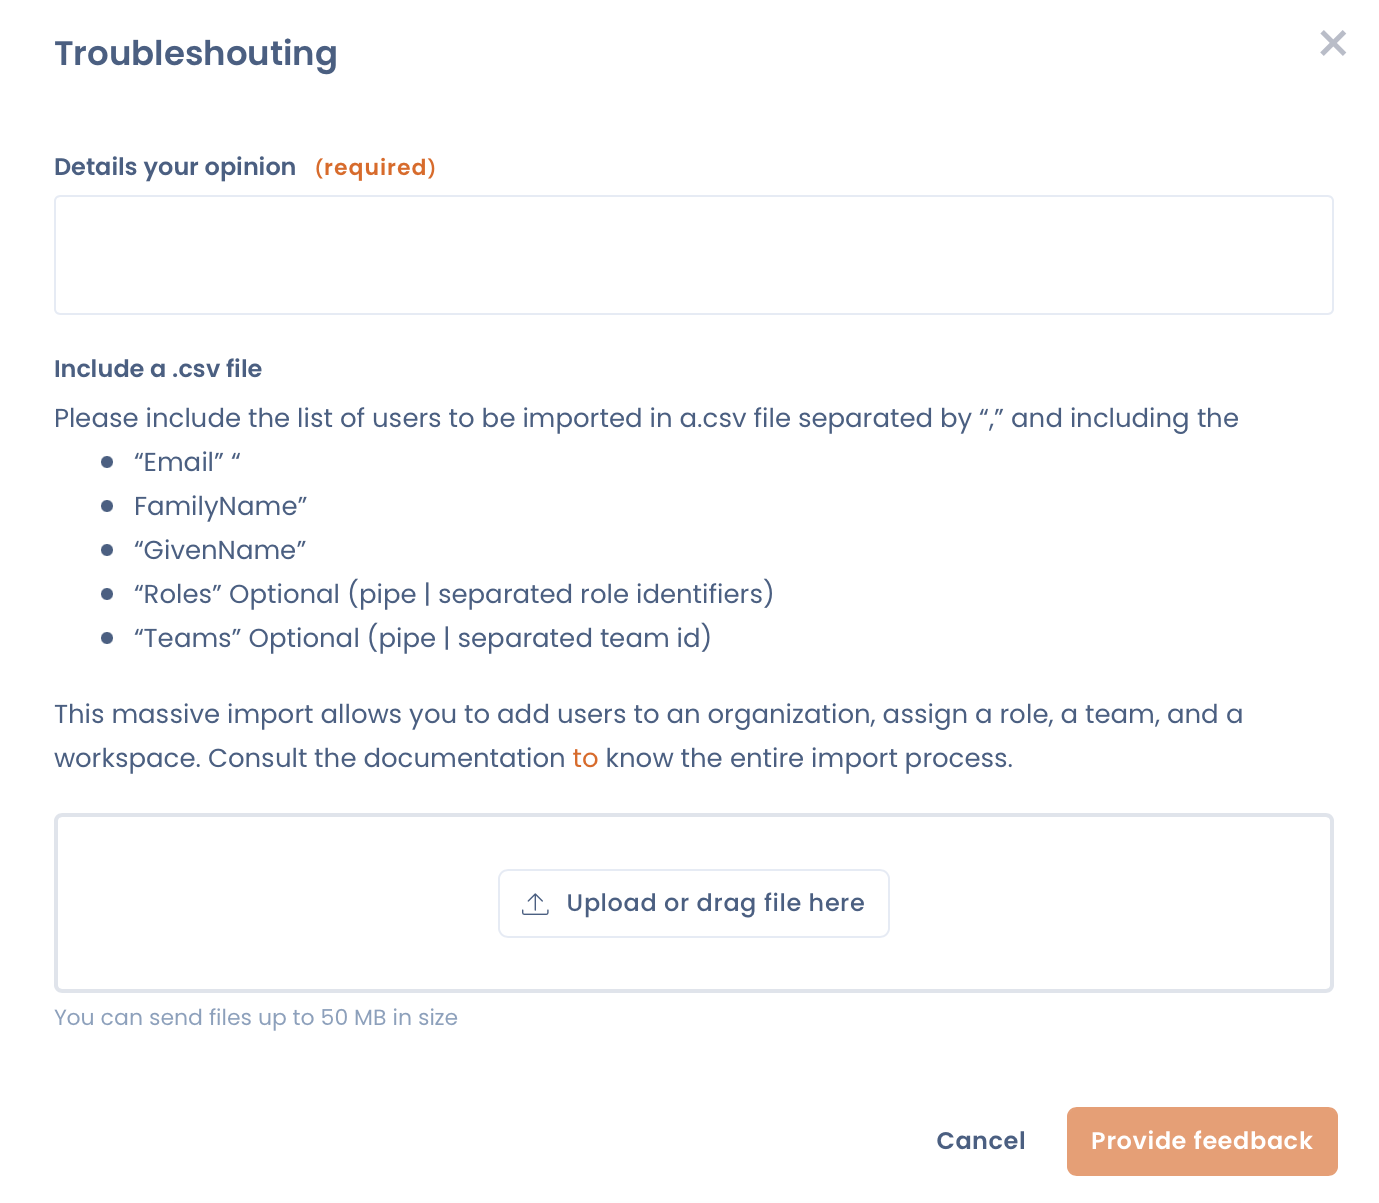 Troubleshouting
Details your opinion (required)
Include a .csv file
Please include the list of users to be imported in a.csv file separated by “,” and including the
“Email” “
FamilyName”
“GivenName”
“Roles” Optional (pipe | separated role identifiers)
“Teams” Optional (pipe | separated team id)
This massive import allows you to add users to an organization, assign a role, a team, and a
workspace. Consult the documentation to know the entire import process.
Upload or drag file here
You can send files up to 50 MB in size
Cancel Provide feedback